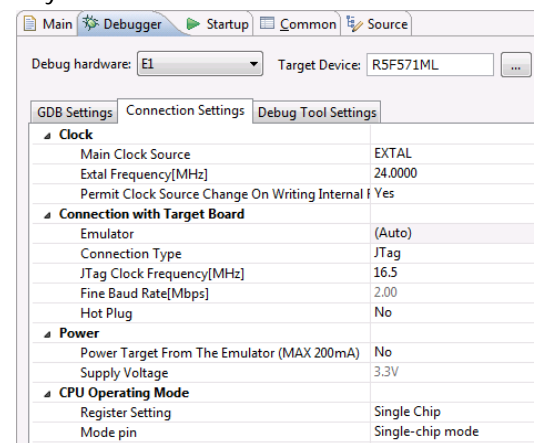 Main Debugger Startup Common Source
Debug hardware: E1 Target Device: R5F571ML ...
GDB Settings Connection Settings Debug Tool Settings
Clock
Main Clock Source EXTAL
Extal Frequency[MHz] 24.0000
Permit Clock Source Change On Writing Internal F Yes
Connection with Target Board
Emulator (Auto)
Connection Type JTag
JTag Clock Frequency[MHz] 16.5
Fine Baud Rate[Mbps] 2.00
Hot Plug No
Power
Power Target From The Emulator (MAX 200mA) No
Supply Voltage 3.3V
CPU Operating Mode
Register Setting Single Chip
Mode pin Single-chip mode